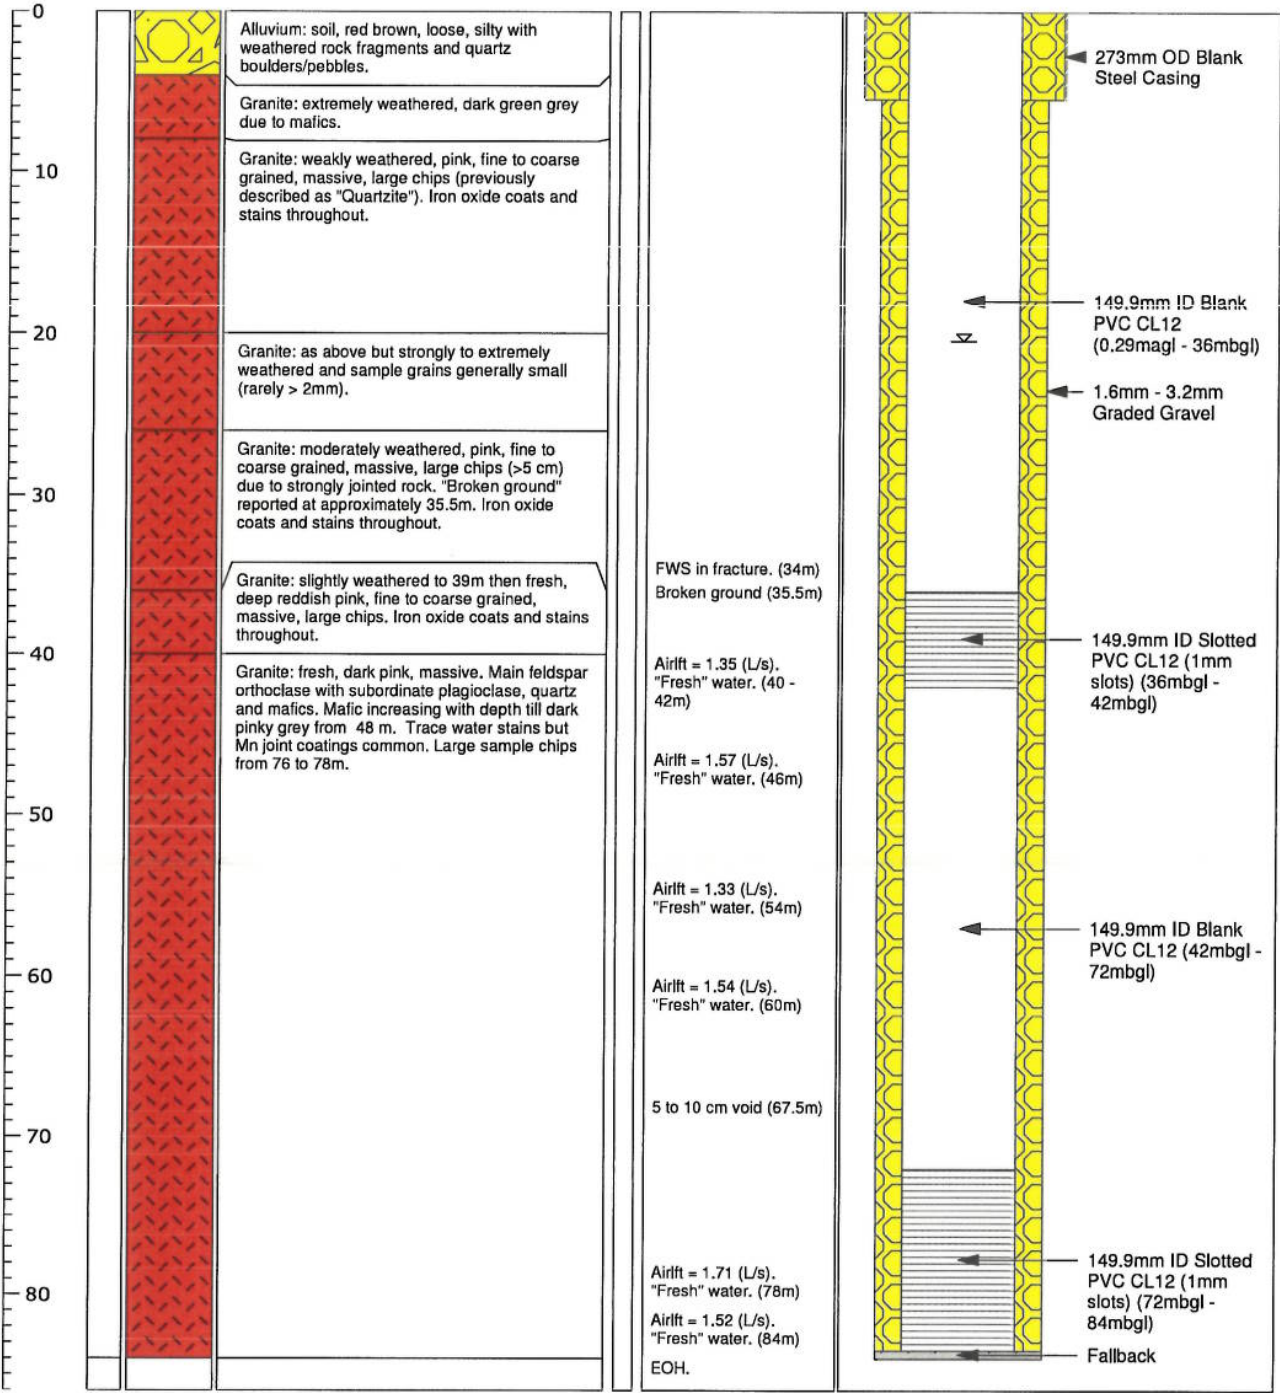 0
10
20
30
40
50
60
70
80
Alluvium: soil, red brown, loose, silty with
weathered rock fragments and quartz
boulders/pebbles.
Granite: extremely weathered, dark green grey
due to mafics.
Granite: weakly weathered, pink, fine to coarse
grained, massive, large chips (previously
described as "Quartzite"). Iron oxide coats and
stains throughout.
Granite: as above but strongly to extremely
weathered and sample grains generally small
(rarely > 2mm).
Granite: moderately weathered, pink, fine to
coarse grained, massive, large chips (>5 cm)
due to strongly jointed rock. "Broken ground"
reported at approximately 35.5m. Iron oxide
coats and stains throughout.
Granite: slightly weathered to 39m then fresh,
deep reddish pink, fine to coarse grained,
massive, large chips. Iron oxide coats and stains
throughout.
Granite: fresh, dark pink, massive. Main feldspar
orthoclase with subordinate plagioclase, quartz
and mafics. Mafic increasing with depth till dark
pinky grey from 48 m. Trace water stains but
Mn joint coatings common. Large sample chips
from 76 to 78m.
FWS in fracture. (34m)
Broken ground (35.5m)
Airlft = 1.35 (L/s).
"Fresh" water. (40 -
42m)
Airlft = 1.57 (L/s).
"Fresh" water. (46m)
Airlft = 1.33 (L/s).
"Fresh" water. (54m)
Airlft = 1.54 (L/s).
"Fresh" water. (60m)
5 to 10 cm void (67.5m)
Airlft = 1.71 (L/s).
"Fresh" water. (78m)
Airlft = 1.52 (L/s).
"Fresh" water. (84m)
EOH.
273mm OD Blank
Steel Casing
149.9mm ID Blank
PVC CL12
(0.29magl - 36mbgl)
1.6mm - 3.2mm
Graded Gravel
149.9mm ID Slotted
PVC CL12 (1mm
slots) (36mbgl -
42mbgl)
149.9mm ID Blank
PVC CL12 (42mbgl -
72mbgl)
149.9mm ID Slotted
PVC CL12 (1mm
slots) (72mbgl -
84mbgl)
Fallback